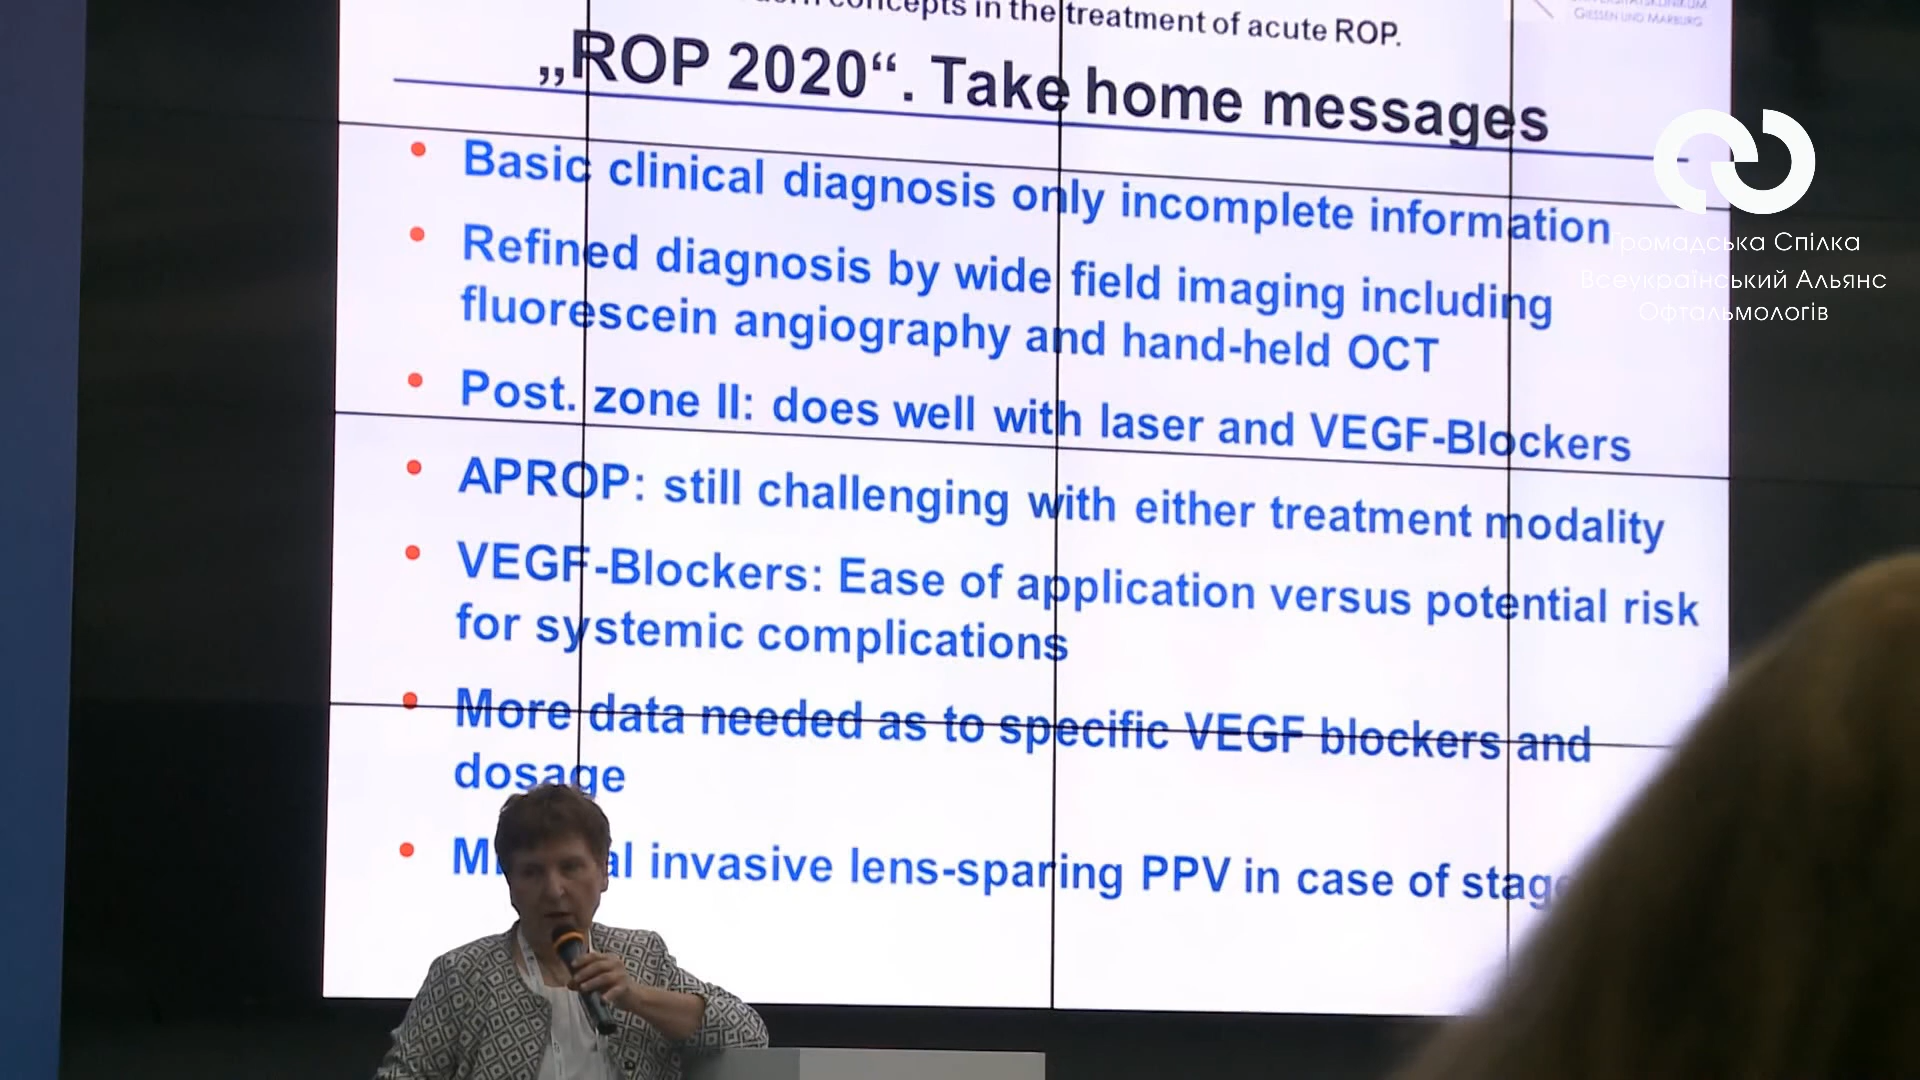 concepts in the treatment of acute ROP.
GIESSEN UND MARBURG
„ROP 2020“. Take home messages
• Basic clinical diagnosis only incomplete information
• Refined diagnosis by wide field imaging including
fluorescein angiography and hand-held OCT
• Post. zone II: does well with laser and VEGF-Blockers
• APROP: still challenging with either treatment modality
• VEGF-Blockers: Ease of application versus potential risk
for systemic complications
• More data needed as to specific VEGF blockers and
dosage
• invasive lens-sparing PPV in case of
Громадська Спілка
Всеукраїнський Альянс
Офтальмологів